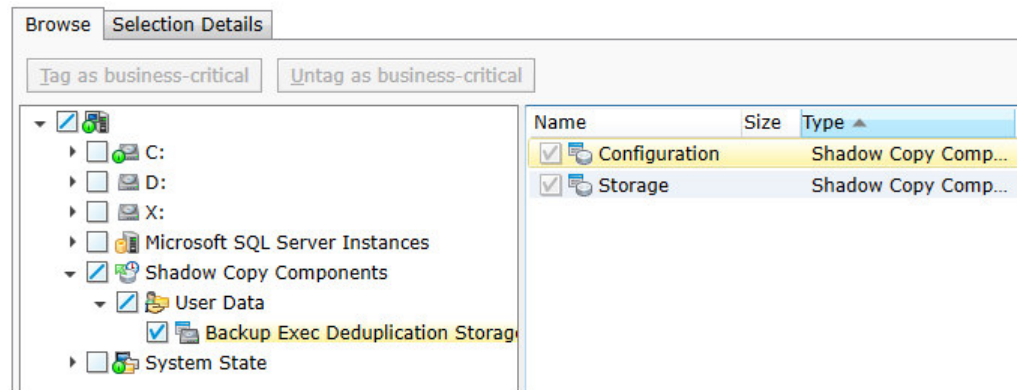 Browse Selection Details
Tag as business-critical Untag as business-critical
Name Size Type
C:
D:
X:
Microsoft SQL Server Instances
Shadow Copy Components
User Data
Backup Exec Deduplication Storag
System State
Configuration Shadow Copy Comp...
Storage Shadow Copy Comp...